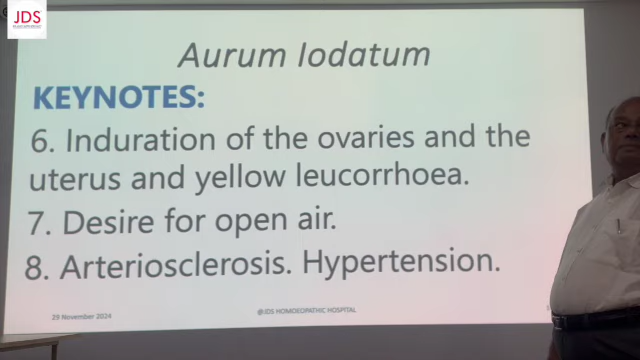 JDS
Aurum Iodatum
KEYNOTES:
6. Induration of the ovaries and the
uterus and yellow leucorrhoea.
7. Desire for open air.
8. Arteriosclerosis. Hypertension.
29 November 2024
@JDS HOMOEOPATHIC HOSPITAL